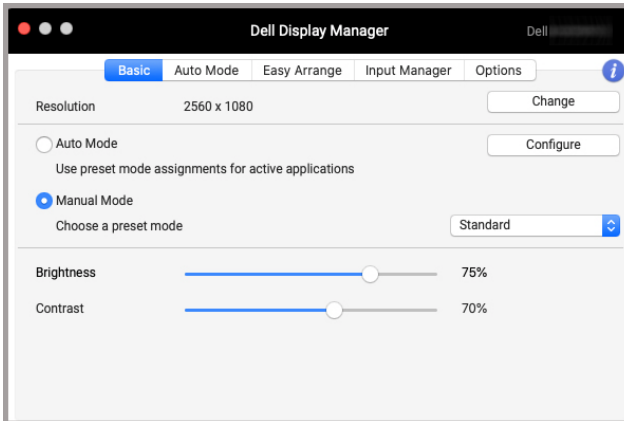 Dell Display Manager Dell
Basic Auto Mode Easy Arrange Input Manager Options i
Resolution 2560 x 1080 Change
Auto Mode Configure
Use preset mode assignments for active applications
Manual Mode
Choose a preset mode Standard
Brightness 75%
Contrast 70%